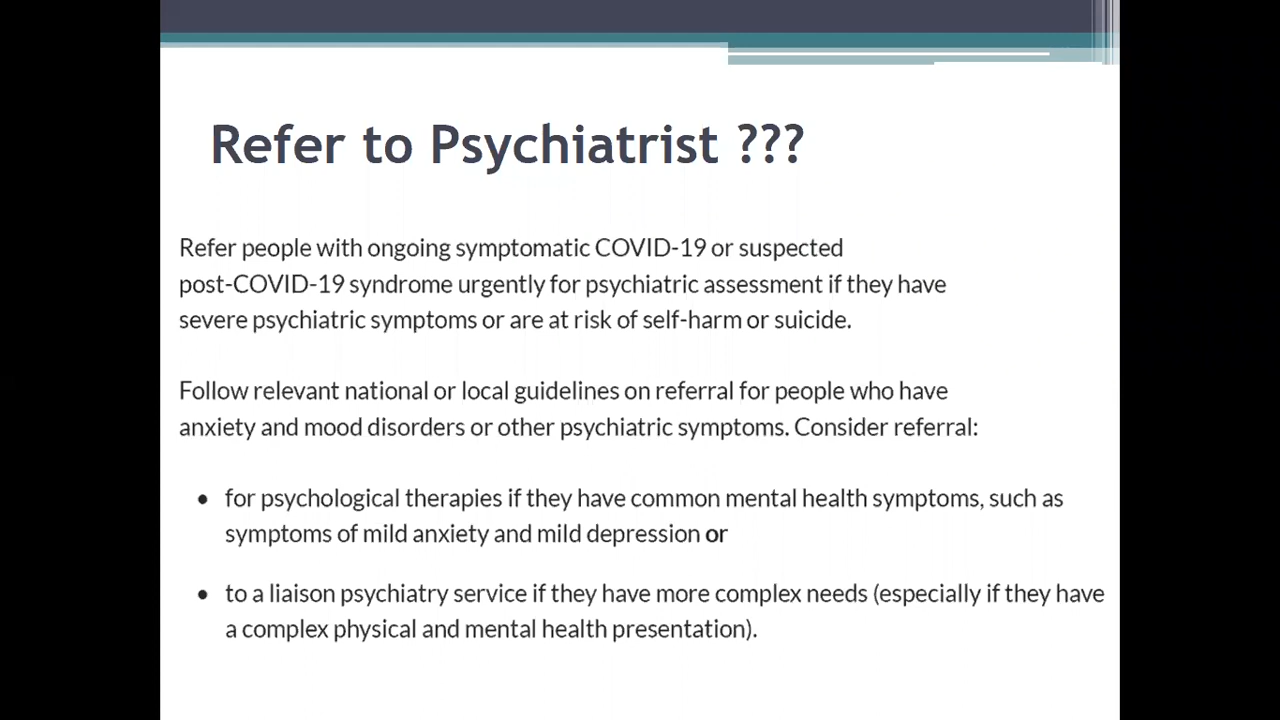 Refer to Psychiatrist ???
Refer people with ongoing symptomatic COVID-19 or suspected
post-COVID-19 syndrome urgently for psychiatric assessment if they have
severe psychiatric symptoms or are at risk of self-harm or suicide.
Follow relevant national or local guidelines on referral for people who have
anxiety and mood disorders or other psychiatric symptoms. Consider referral:
• for psychological therapies if they have common mental health symptoms, such as
symptoms of mild anxiety and mild depression or
• to a liaison psychiatry service if they have more complex needs (especially if they have
a complex physical and mental health presentation).